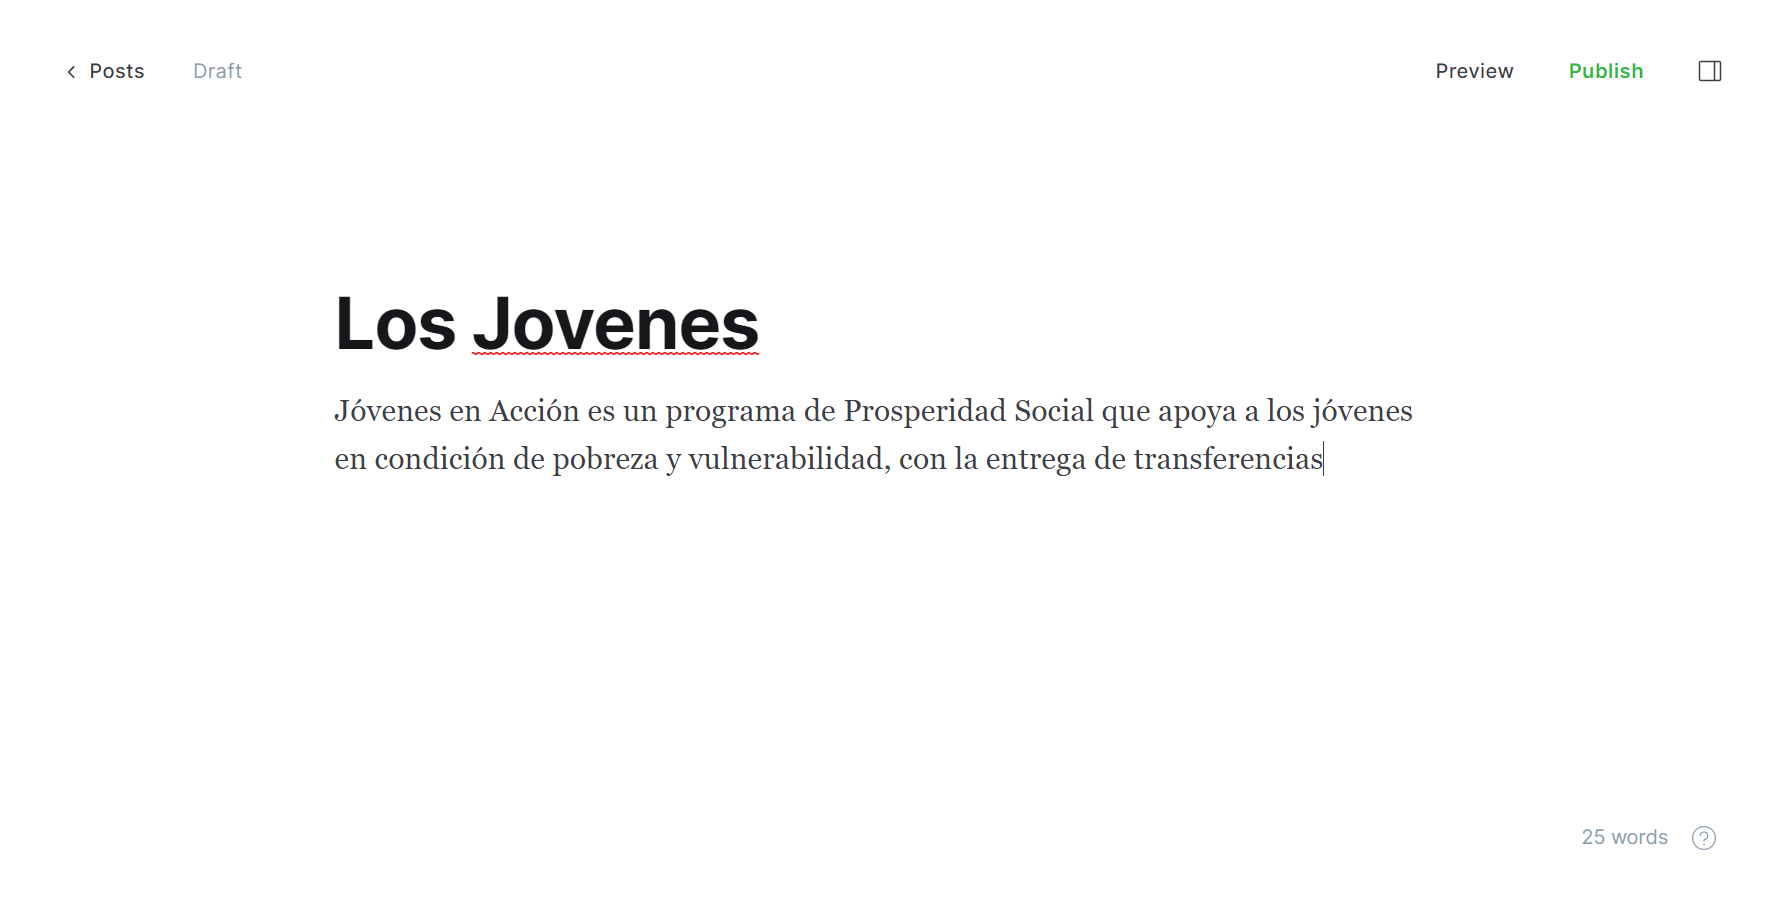 Posts
Draft
Preview
Publish
Los Jovenes
Jóvenes en Acción es un programa de Prosperidad Social que apoya a los jóvenes
en condición de pobreza y vulnerabilidad, con la entrega de transferencias
25 words
?